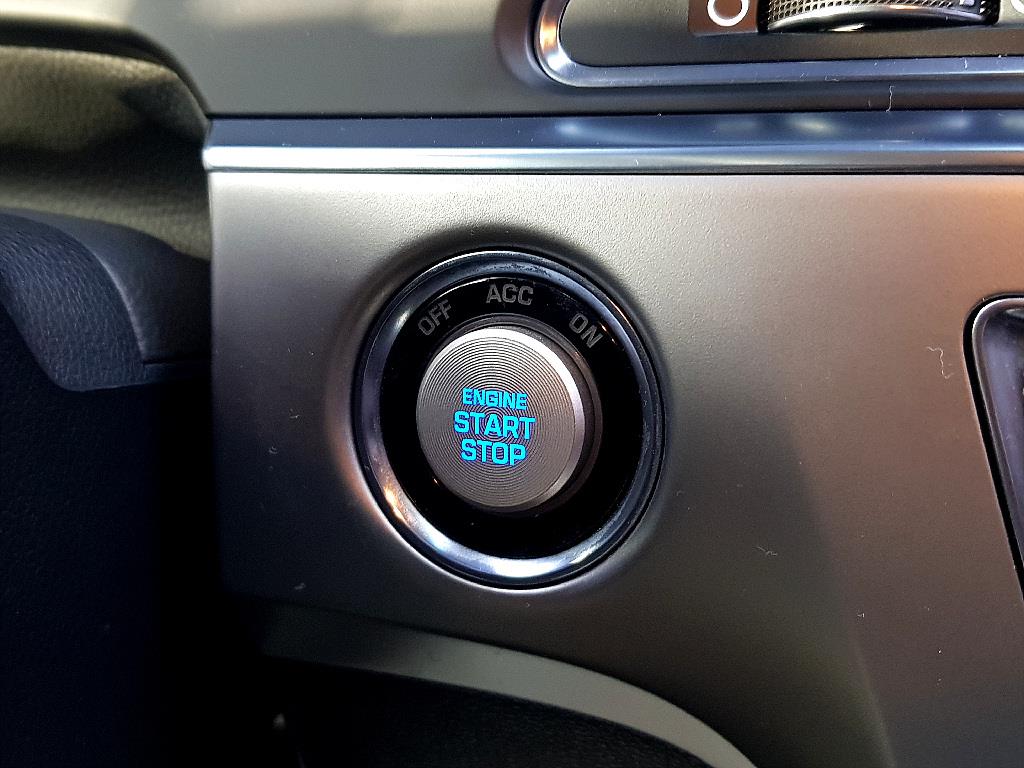 OFF ACC ON
ENGINE
START
STOP